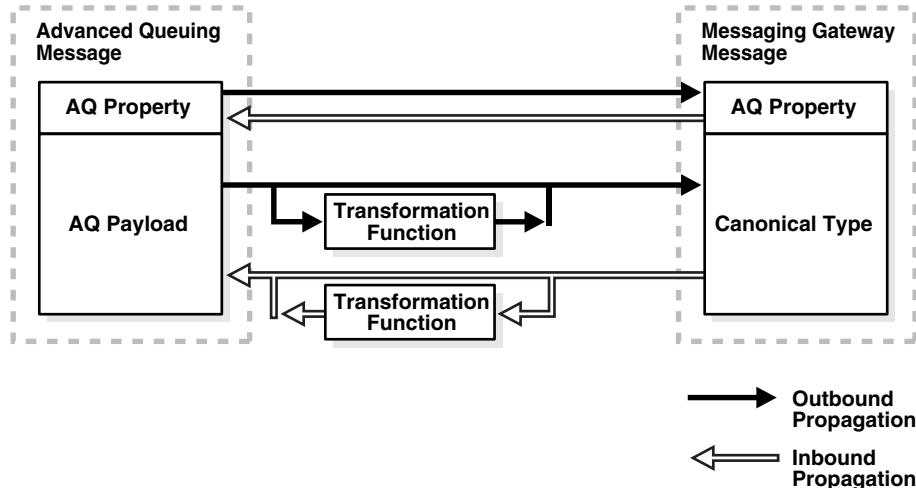 Advanced Queuing
Message
Messaging Gateway
Message
AQ Property
AQ Property
AQ Payload
Transformation
Function
Canonical Type
Transformation
Function
Outbound
Propagation
Inbound
Propagation